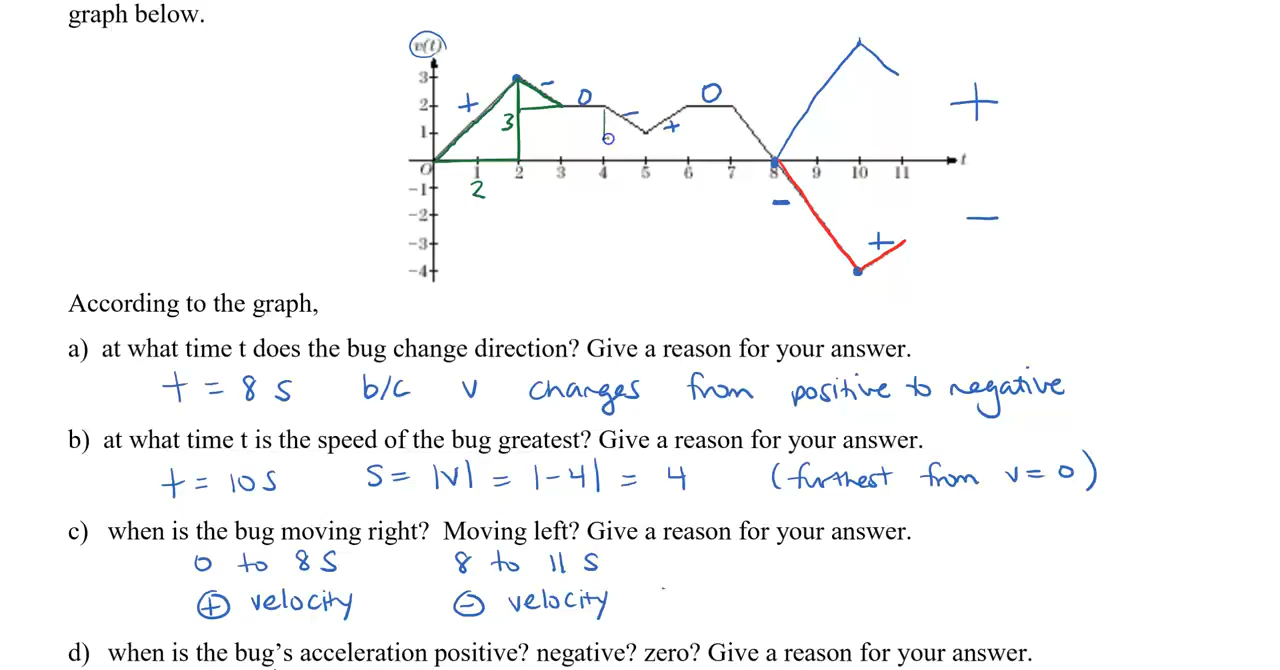 graph below.
v(t)
3
2
1
O 1 2 3 4 5 6 7 8 9 10 11 t
-1
-2
-3
-4
+ - 0 - + 0 +
3
2
- + -
According to the graph,
a) at what time t does the bug change direction? Give a reason for your answer.
t = 8 s b/c v changes from positive to negative
b) at what time t is the speed of the bug greatest? Give a reason for your answer.
t = 10 s s = |v| = |-4| = 4 (furthest from v = 0)
c) when is the bug moving right? Moving left? Give a reason for your answer.
0 to 8 s 8 to 11 s
⊕ velocity ⊖ velocity
d) when is the bug's acceleration positive? negative? zero? Give a reason for your answer.